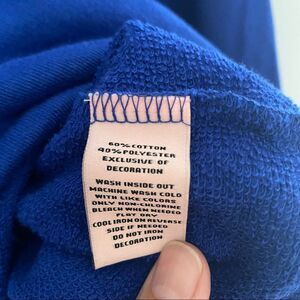 60% COTTON
40% POLYESTER
EXCLUSIVE OF
DECORATION
WASH INSIDE OUT
MACHINE WASH COLD
WITH LIKE COLORS
ONLY NON-CHLORINE
BLEACH WHEN NEEDED
FLAT DRY
COOL IRON ON REVERSE
SIDE IF NEEDED
DO NOT IRON
DECORATION